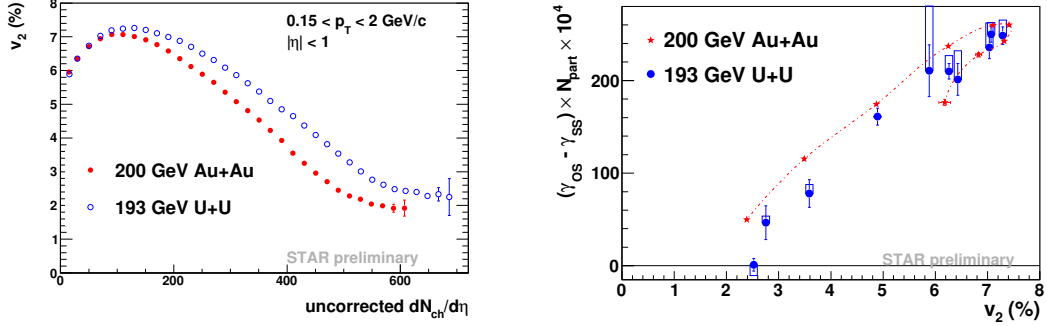 v2 (%)
8
7
6
5
4
3
2
1
0
0.15 < pT < 2 GeV/c
|η| < 1
200 GeV Au+Au
193 GeV U+U
STAR preliminary
0 200 400 600
uncorrected dNch/dη
(γOS - γSS) × Npart × 10^4
200
100
0
200 GeV Au+Au
193 GeV U+U
STAR preliminary
0 1 2 3 4 5 6 7 8
v2 (%)